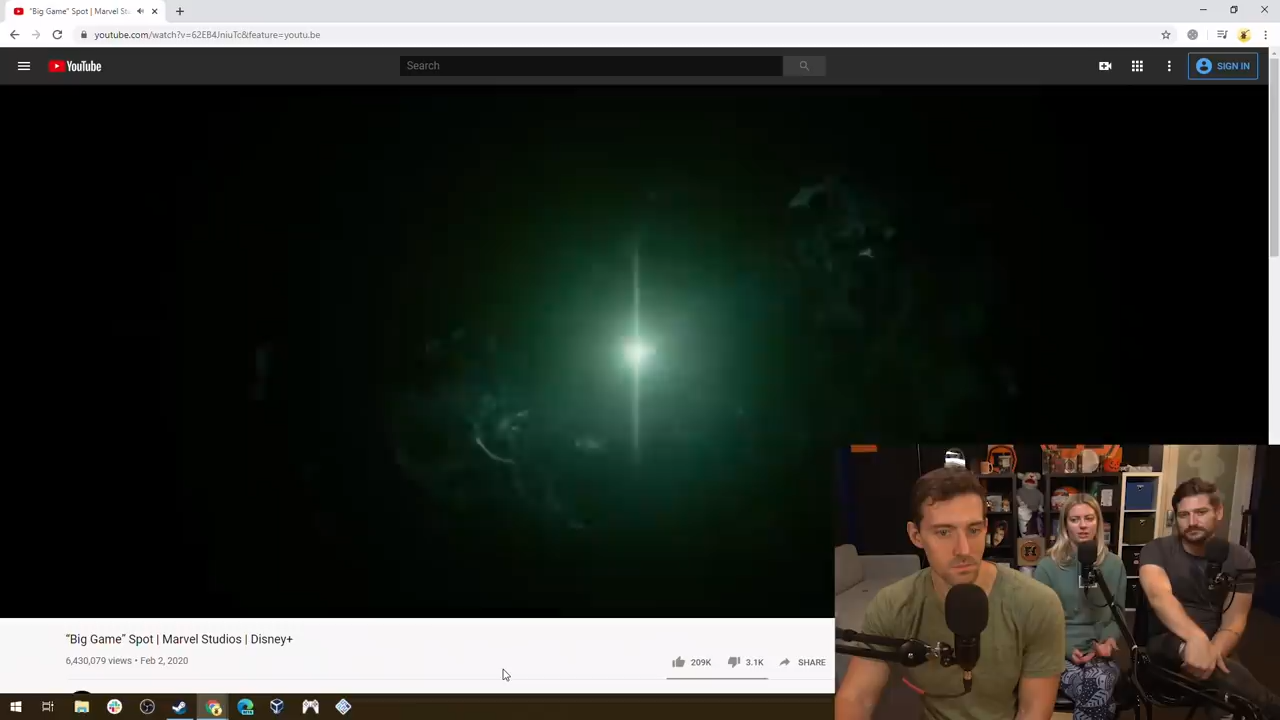 "Big Game" Spot | Marvel Stu
youtube.com/watch?v=62EB4JniuTc&feature=youtu.be
YouTube
Search
SIGN IN
“Big Game” Spot | Marvel Studios | Disney+
6,430,079 views • Feb 2, 2020
209K
3.1K
SHARE